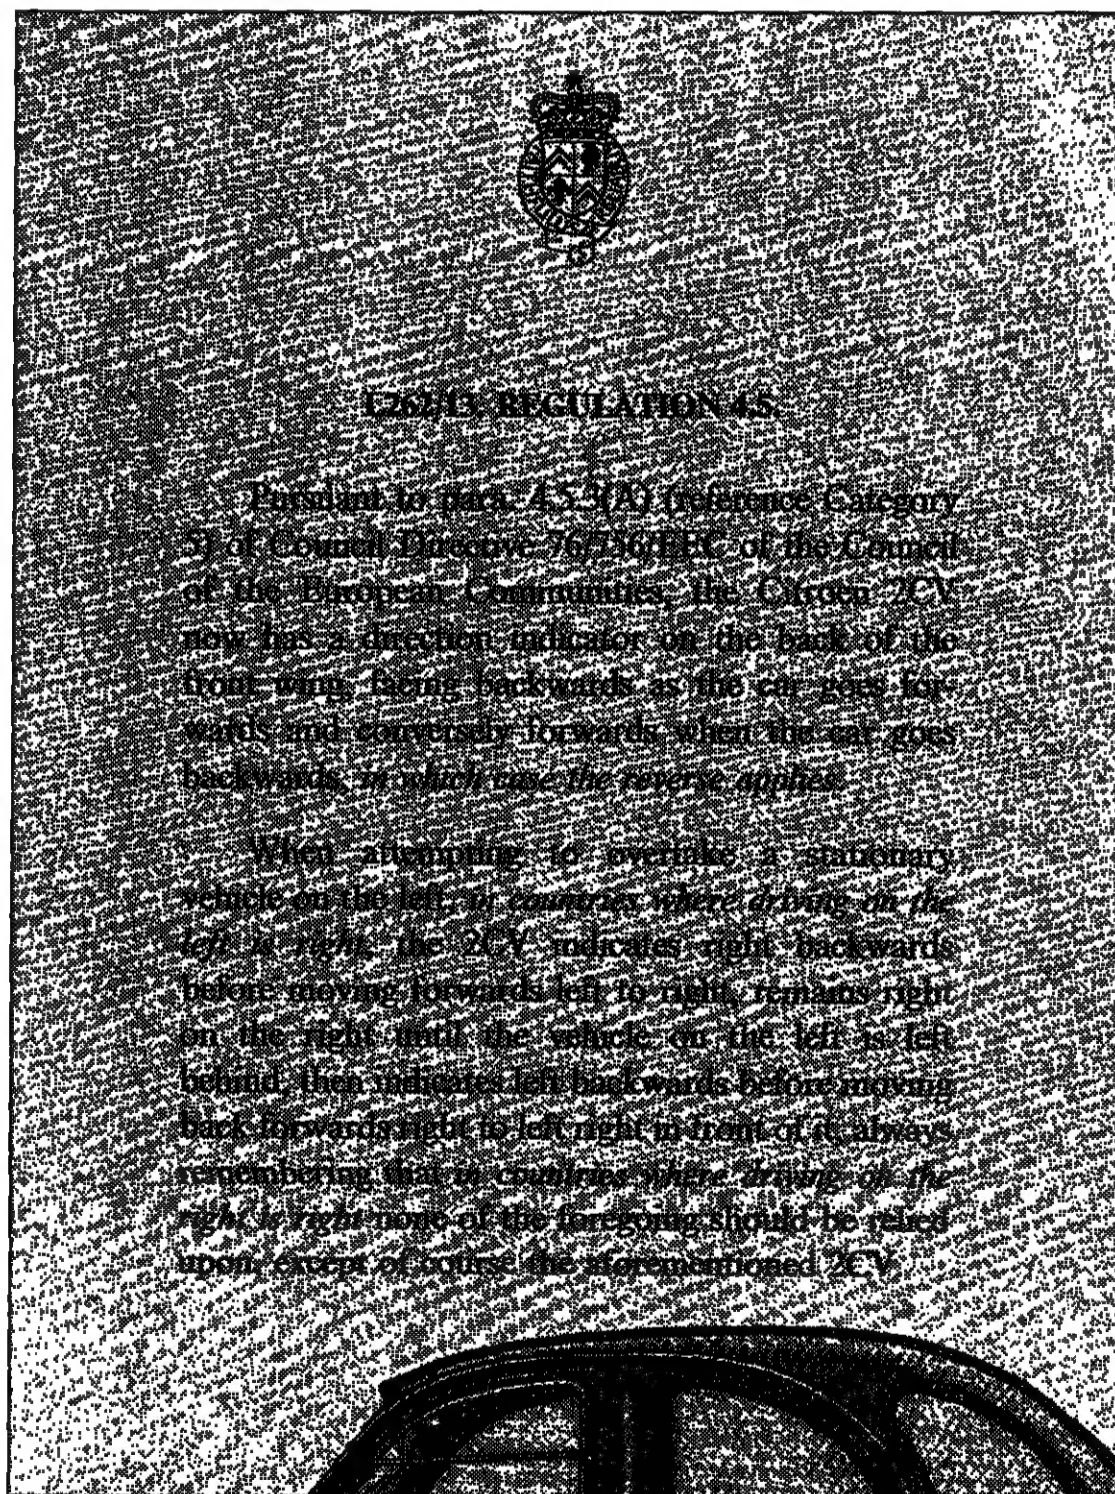 L262/13. REGULATION 4.5.
Pursuant to para. 4.5.3(A) (reference Category
5) of Council Directive 76/756/EEC of the Council
of the European Communities, the Citroen 2CV
now has a direction indicator on the back of the
front wing, facing backwards as the car goes for-
wards and conversely forwards when the car goes
backwards, in which case the reverse applies.
When attempting to overtake a stationary
vehicle on the left, in countries where driving on the
left is right, the 2CV indicates right backwards
before moving forwards left to right, remains right
on the right until the vehicle on the left is left
behind, then indicates left backwards before moving
back forwards right to left right in front of it, always
remembering that in countries where driving on the
right is right none of the foregoing should be relied
upon, except of course the aforementioned 2CV.